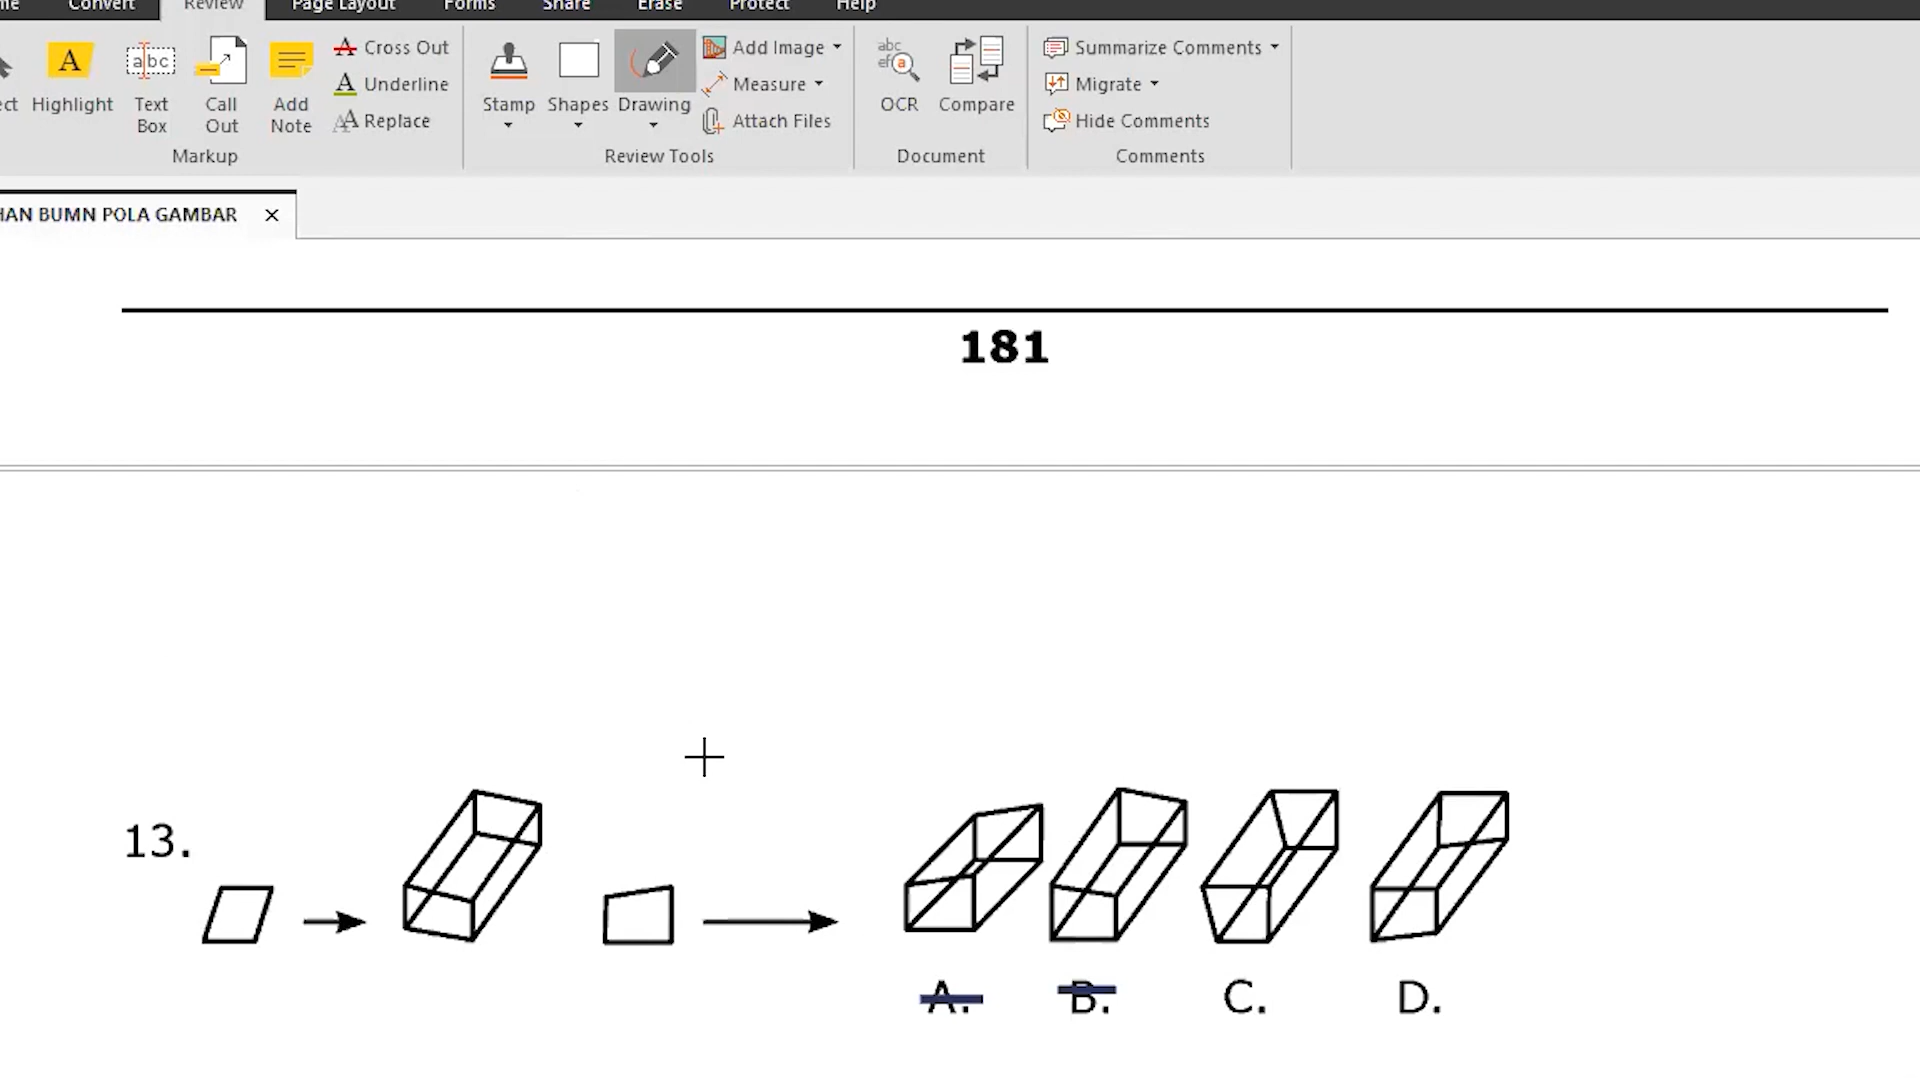 Convert Review Page Layout Forms Share Erase Protect Help
Highlight
Text Box
Call Out
Add Note
Cross Out
Underline
Replace
Markup
Stamp
Shapes
Drawing
Add Image
Measure
Attach Files
Review Tools
OCR
Compare
Document
Summarize Comments
Migrate
Hide Comments
Comments
HAN BUMN POLA GAMBAR
181
13.
A. B. C. D.